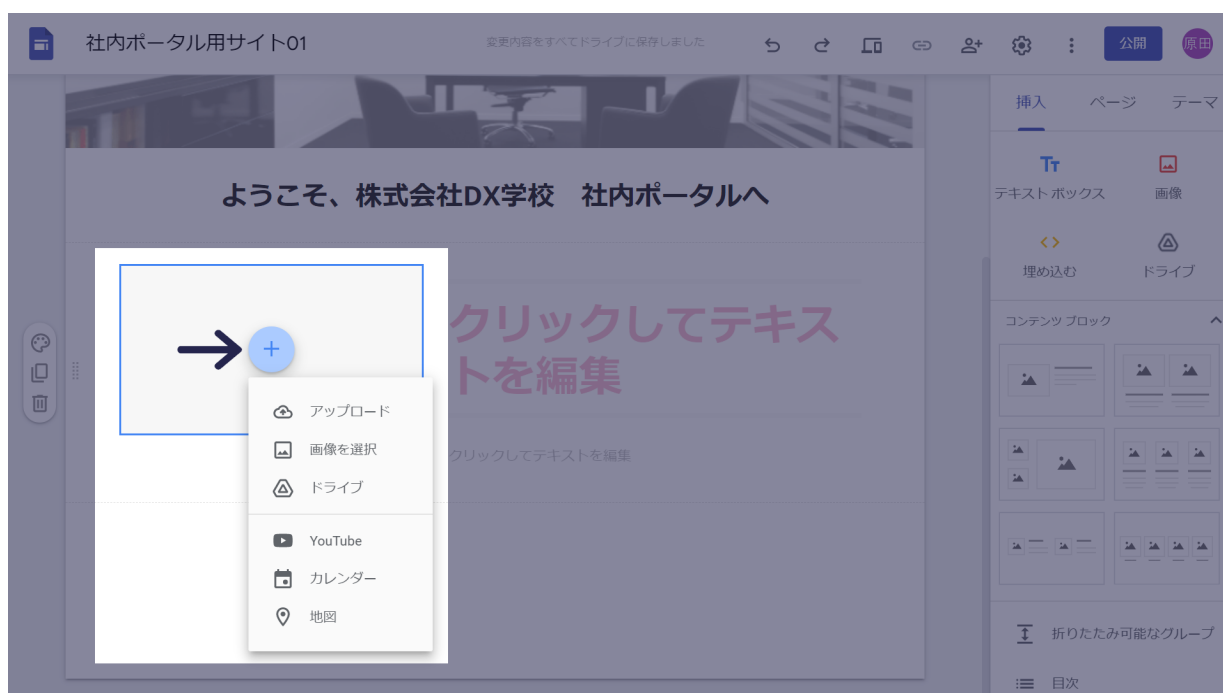 社内ポータル用サイト01
変更内容をすべてドライブに保存しました
公開
原田
挿入
ページ
テーマ
ようこそ、株式会社DX学校　社内ポータルへ
テキスト ボックス
画像
埋め込む
ドライブ
コンテンツ ブロック
クリックしてテキス
トを編集
クリックしてテキストを編集
アップロード
画像を選択
ドライブ
YouTube
カレンダー
地図
折りたたみ可能なグループ
目次